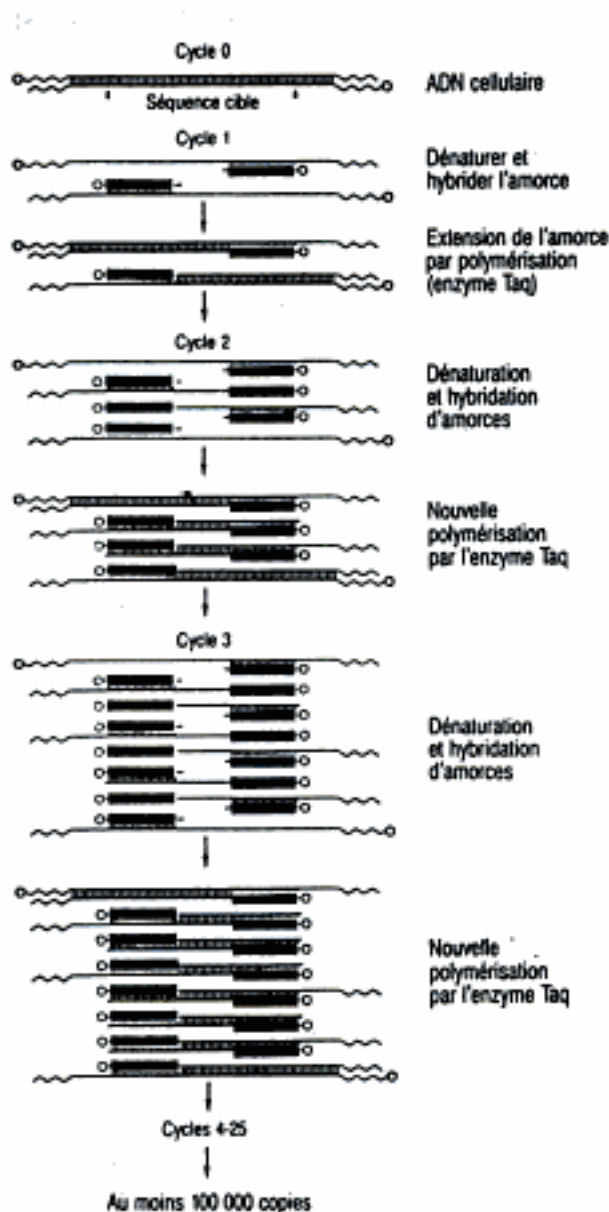 Cycle 0
ADN cellulaire
Séquence cible
Cycle 1
Dénaturer et
hybrider l'amorce
Extension de l'amorce
par polymérisation
(enzyme Taq)
Cycle 2
Dénaturation
et hybridation
d'amorces
Nouvelle
polymérisation
par l'enzyme Taq
Cycle 3
Dénaturation
et hybridation
d'amorces
Nouvelle
polymérisation
par l'enzyme Taq
Cycles 4-25
Au moins 100 000 copies